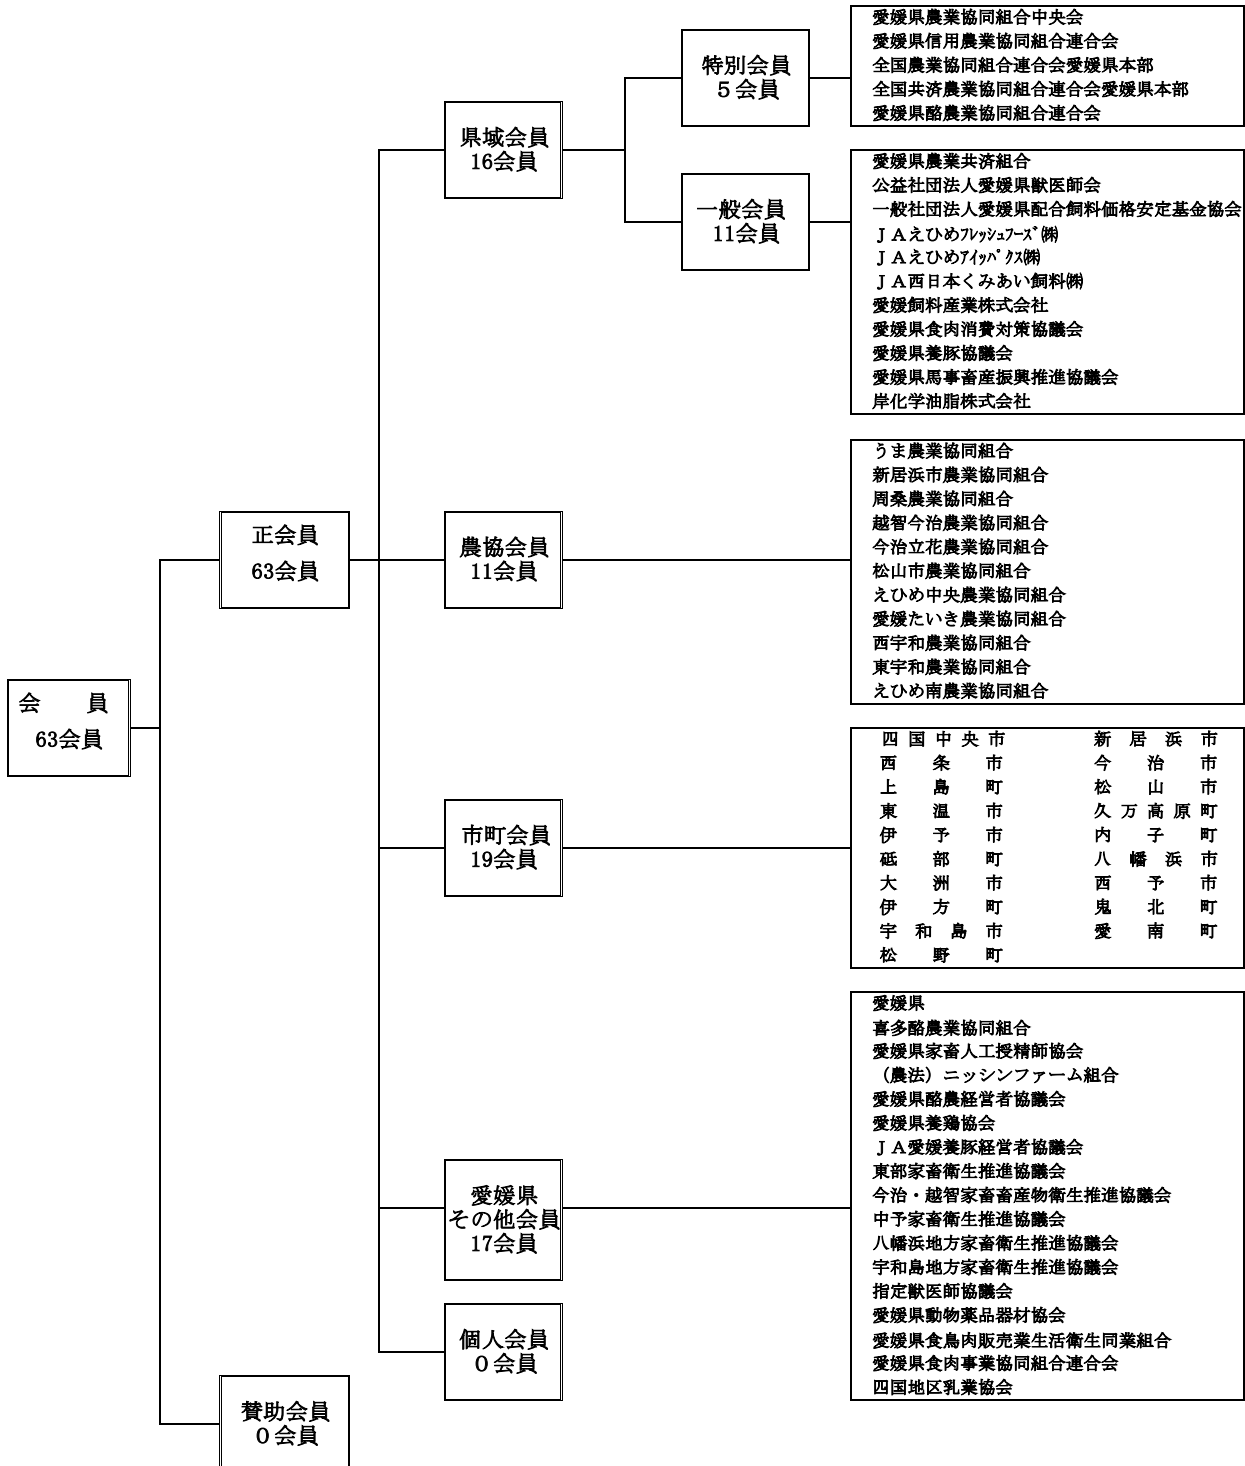 会　　員
63会員
正会員
63会員
賛助会員
０会員
県域会員
16会員
特別会員
５会員
愛媛県農業協同組合中央会
愛媛県信用農業協同組合連合会
全国農業協同組合連合会愛媛県本部
全国共済農業協同組合連合会愛媛県本部
愛媛県酪農業協同組合連合会
一般会員
11会員
愛媛県農業共済組合
公益社団法人愛媛県獣医師会
一般社団法人愛媛県配合飼料価格安定基金協会
ＪＡえひめﾌﾚｯｼｭﾌｰｽﾞ㈱
ＪＡえひめｱｲｯﾊﾟｸｽ㈱
ＪＡ西日本くみあい飼料㈱
愛媛飼料産業株式会社
愛媛県食肉消費対策協議会
愛媛県養豚協議会
愛媛県馬事畜産振興推進協議会
岸化学油脂株式会社
農協会員
11会員
うま農業協同組合
新居浜市農業協同組合
周桑農業協同組合
越智今治農業協同組合
今治立花農業協同組合
松山市農業協同組合
えひめ中央農業協同組合
愛媛たいき農業協同組合
西宇和農業協同組合
東宇和農業協同組合
えひめ南農業協同組合
市町会員
19会員
四国中央市　新居浜市
西条市　今治市
上島町　松山市
東温市　久万高原町
伊予市　内子町
砥部町　八幡浜市
大洲市　西予市
伊方町　鬼北町
宇和島市　愛南町
松野町
愛媛県
その他会員
17会員
愛媛県
喜多酪農業協同組合
愛媛県家畜人工授精師協会
（農法）ニッシンファーム組合
愛媛県酪農経営者協議会
愛媛県養鶏協会
ＪＡ愛媛養豚経営者協議会
東部家畜衛生推進協議会
今治・越智家畜畜産物衛生推進協議会
中予家畜衛生推進協議会
八幡浜地方家畜衛生推進協議会
宇和島地方家畜衛生推進協議会
指定獣医師協議会
愛媛県動物薬品器材協会
愛媛県食鳥肉販売業生活衛生同業組合
愛媛県食肉事業協同組合連合会
四国地区乳業協会
個人会員
０会員